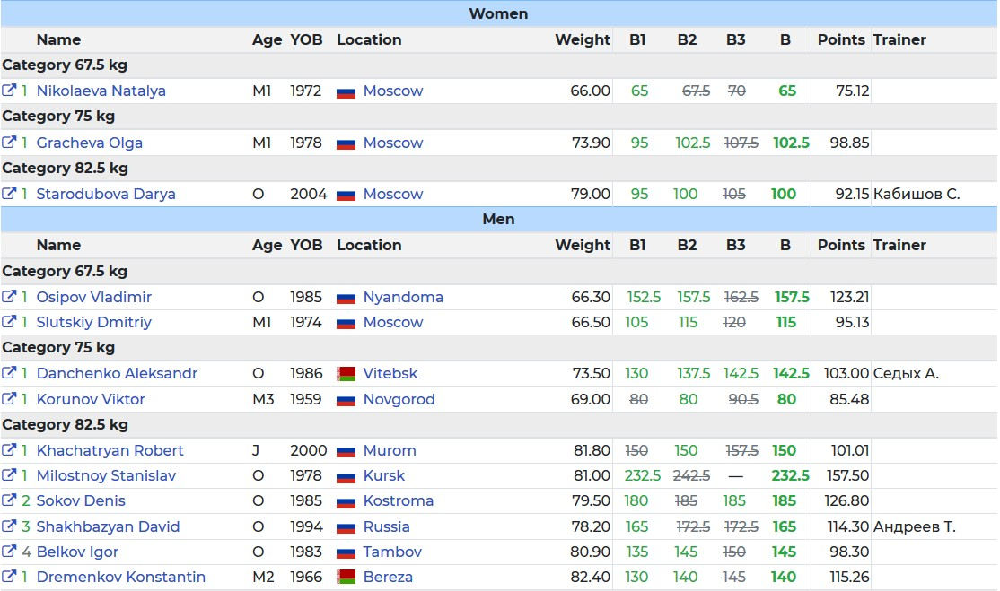 Women
Name Age YOB Location Weight B1 B2 B3 B Points Trainer
Category 67.5 kg
1 Nikolaeva Natalya M1 1972 Moscow 66.00 65 67.5 70 65 75.12
Category 75 kg
1 Gracheva Olga M1 1978 Moscow 73.90 95 102.5 107.5 102.5 98.85
Category 82.5 kg
1 Starodubova Darya O 2004 Moscow 79.00 95 100 105 100 92.15 Кабишов С.
Men
Name Age YOB Location Weight B1 B2 B3 B Points Trainer
Category 67.5 kg
1 Osipov Vladimir O 1985 Nyandoma 66.30 152.5 157.5 162.5 157.5 123.21
1 Slutskiy Dmitriy M1 1974 Moscow 66.50 105 115 120 115 95.13
Category 75 kg
1 Danchenko Aleksandr O 1986 Vitebsk 73.50 130 137.5 142.5 142.5 103.00 Седых А.
1 Korunov Viktor M3 1959 Novgorod 69.00 80 80 90.5 80 85.48
Category 82.5 kg
1 Khachatryan Robert J 2000 Murom 81.80 150 150 157.5 150 101.01
1 Milostnoy Stanislav O 1978 Kursk 81.00 232.5 242.5 — 232.5 157.50
2 Sokov Denis O 1985 Kostroma 79.50 180 185 185 185 126.80
3 Shakhbazyan David O 1994 Russia 78.20 165 172.5 172.5 165 114.30 Андреев Т.
4 Belkov Igor O 1983 Tambov 80.90 135 145 150 145 98.30
1 Dremenkov Konstantin M2 1966 Bereza 82.40 130 140 145 140 115.26